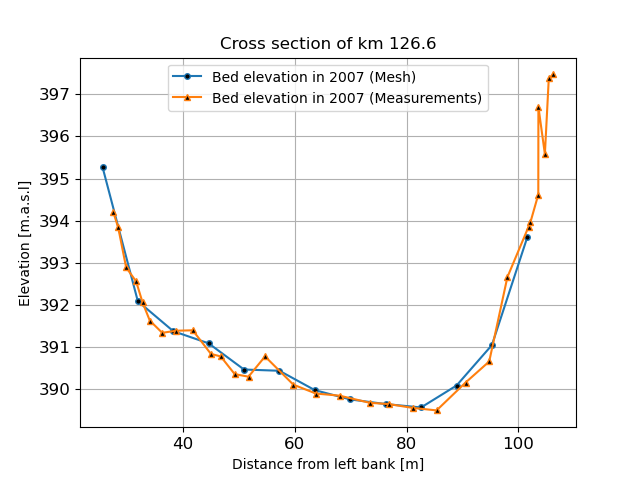 Cross section of km 126.6
Bed elevation in 2007 (Mesh)
Bed elevation in 2007 (Measurements)
397
396
395
394
393
392
391
390
Elevation [m.a.s.l]
40 60 80 100
Distance from left bank [m]